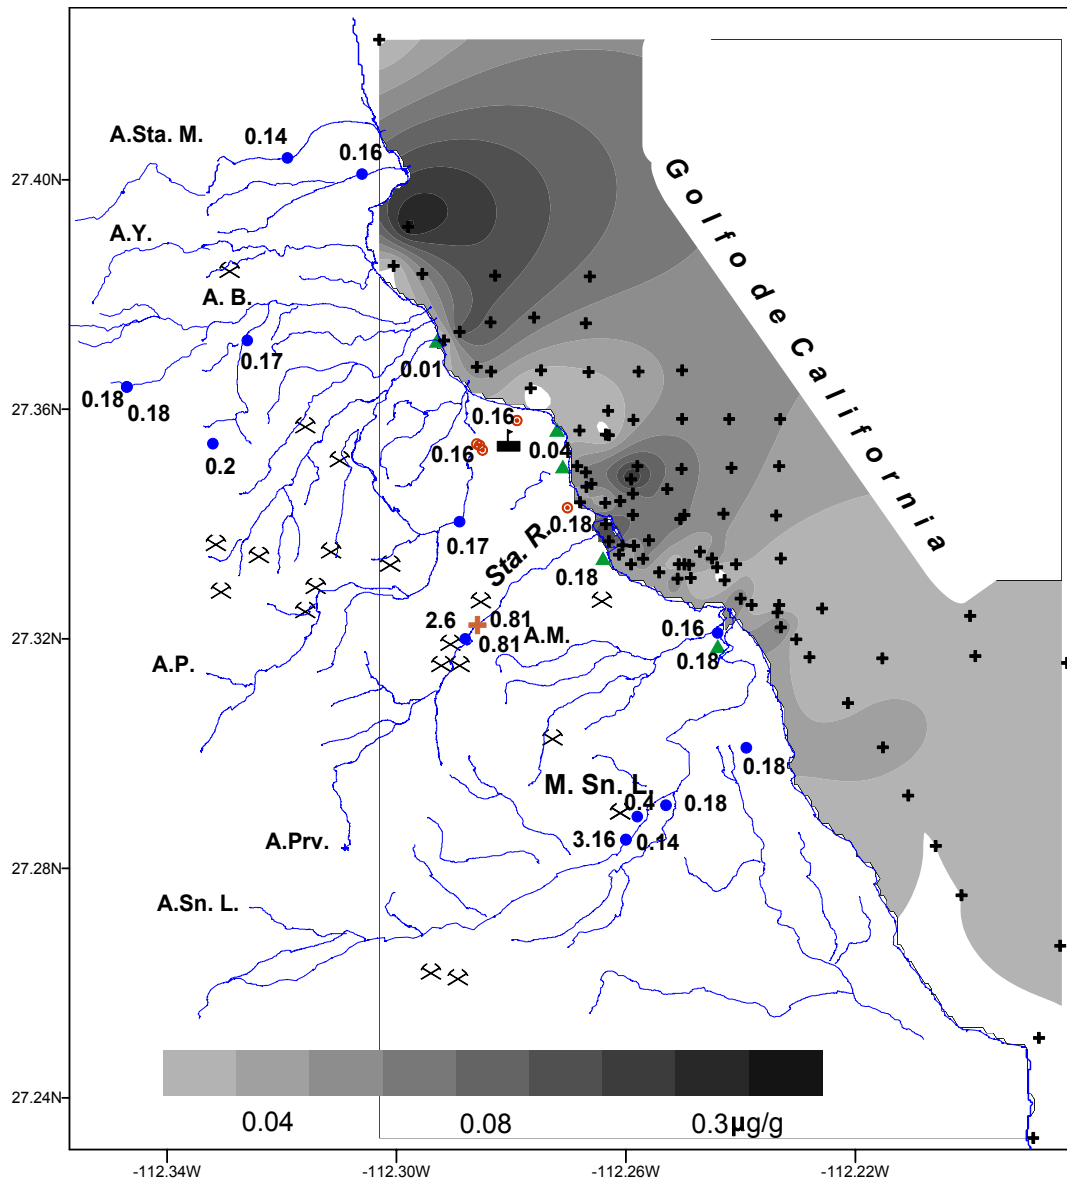 A.Sta. M.
0.14
0.16
27.40N
Golfo de California
A.Y.
A. B.
0.17
0.01
0.18
0.18
27.36N
0.16
0.16
0.04
0.2
0.18
0.17
Sta. R.
0.18
2.6
0.81
0.81
A.M.
0.16
27.32N
0.18
A.P.
0.18
M. Sn. L.
0.4
0.18
A.Prv.
3.16
0.14
27.28N
A.Sn. L.
27.24N
0.04
0.08
0.3µg/g
-112.34W
-112.30W
-112.26W
-112.22W